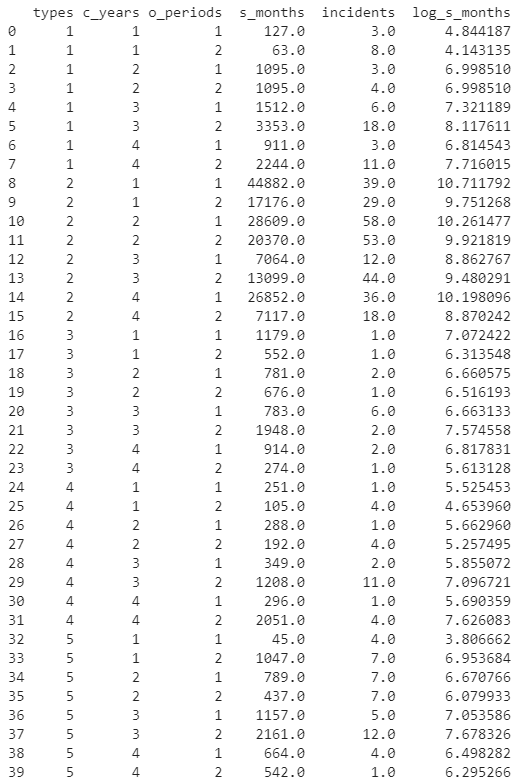 types c_years o_periods s_months incidents log_s_months
0 1 1 1 127.0 3.0 4.844187
1 1 1 2 63.0 8.0 4.143135
2 1 2 1 1095.0 3.0 6.998510
3 1 2 2 1095.0 4.0 6.998510
4 1 3 1 1512.0 6.0 7.321189
5 1 3 2 3353.0 18.0 8.117611
6 1 4 1 911.0 3.0 6.814543
7 1 4 2 2244.0 11.0 7.716015
8 2 1 1 44882.0 39.0 10.711792
9 2 1 2 17176.0 29.0 9.751268
10 2 2 1 28609.0 58.0 10.261477
11 2 2 2 20370.0 53.0 9.921819
12 2 3 1 7064.0 12.0 8.862767
13 2 3 2 13099.0 44.0 9.480291
14 2 4 1 26852.0 36.0 10.198096
15 2 4 2 7117.0 18.0 8.870242
16 3 1 1 1179.0 1.0 7.072422
17 3 1 2 552.0 1.0 6.313548
18 3 2 1 781.0 2.0 6.660575
19 3 2 2 676.0 1.0 6.516193
20 3 3 1 783.0 6.0 6.663133
21 3 3 2 1948.0 2.0 7.574558
22 3 4 1 914.0 2.0 6.817831
23 3 4 2 274.0 1.0 5.613128
24 4 1 1 251.0 1.0 5.525453
25 4 1 2 105.0 4.0 4.653960
26 4 2 1 288.0 1.0 5.662960
27 4 2 2 192.0 4.0 5.257495
28 4 3 1 349.0 2.0 5.855072
29 4 3 2 1208.0 11.0 7.096721
30 4 4 1 296.0 1.0 5.690359
31 4 4 2 2051.0 4.0 7.626083
32 5 1 1 45.0 4.0 3.806662
33 5 1 2 1047.0 7.0 6.953684
34 5 2 1 789.0 7.0 6.670766
35 5 2 2 437.0 7.0 6.079933
36 5 3 1 1157.0 5.0 7.053586
37 5 3 2 2161.0 12.0 7.678326
38 5 4 1 664.0 4.0 6.498282
39 5 4 2 542.0 1.0 6.295266